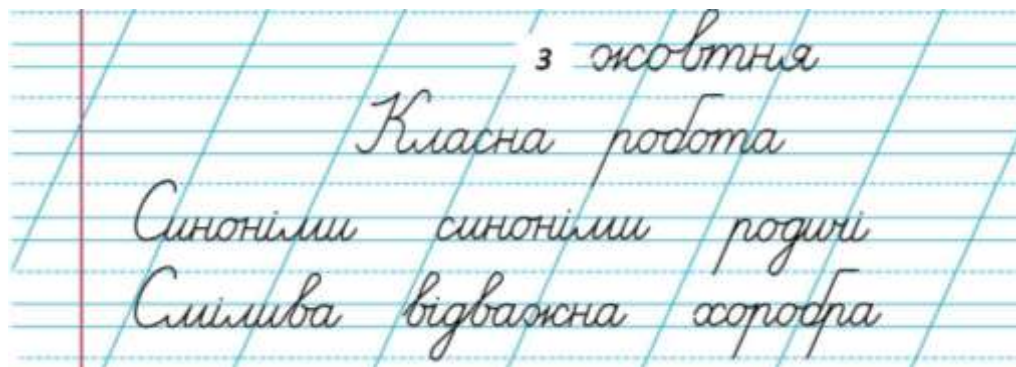 3 жовтня
Класна робота
Синоніми синоніми родичі
Смілива відважна хоробра